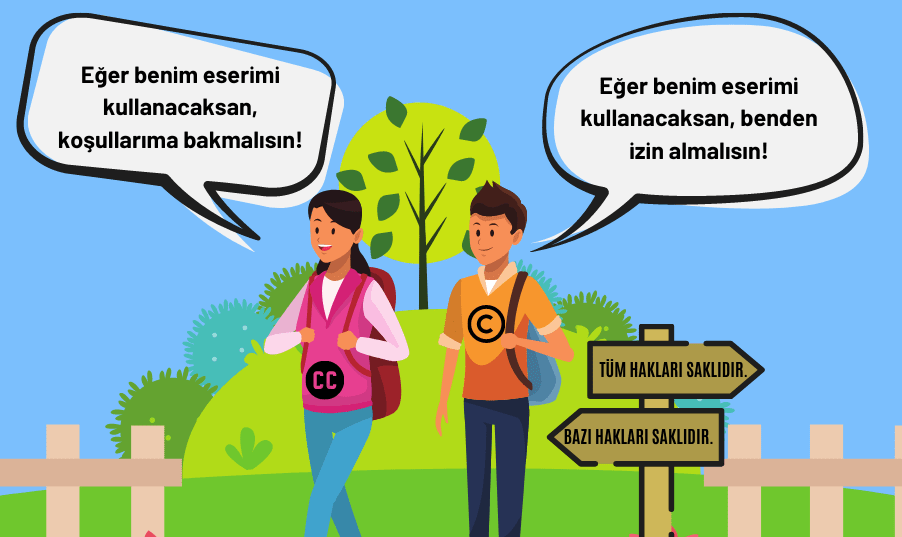 Eğer benim eserimi
kullanacaksan,
koşullarıma bakmalısın!
Eğer benim eserimi
kullanacaksan, benden
izin almalısın!
CC
©
TÜM HAKLARI SAKLIDIR.
BAZI HAKLARI SAKLIDIR.